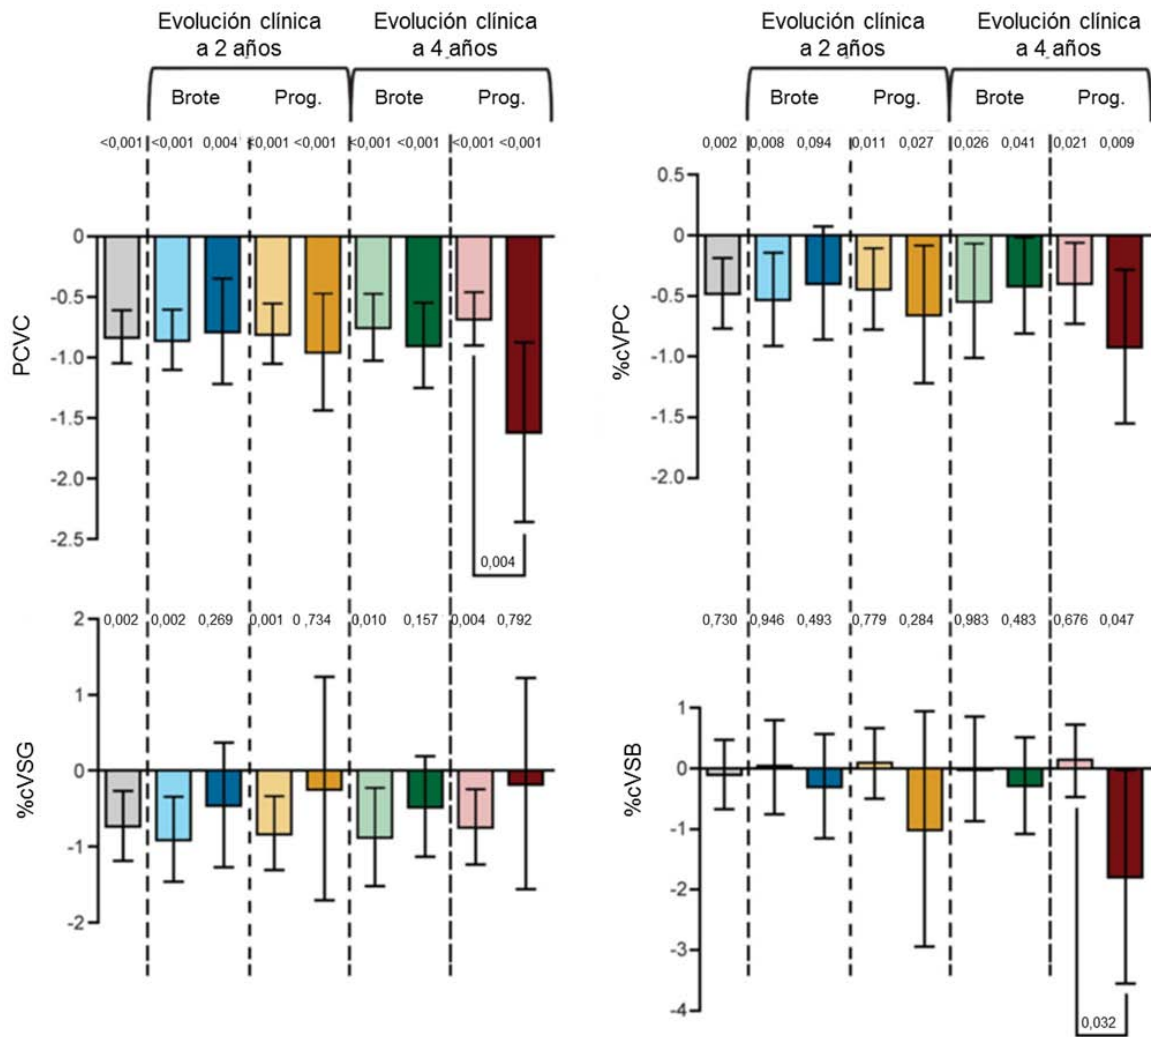 Evolución clínica
a 2 años
Evolución clínica
a 4 años
Brote Prog. Brote Prog.
<0,001 <0,001 0,004 <0,001 <0,001 <0,001 <0,001 <0,001 <0,001
PCVC
0
-0.5
-1.0
-1.5
-2.0
-2.5
0,004
Evolución clínica
a 2 años
Evolución clínica
a 4 años
Brote Prog. Brote Prog.
0,002 0,008 0,094 0,011 0,027 0,026 0,041 0,021 0,009
%cVPC
0.5
0
-0.5
-1.0
-1.5
2.0
0,002 0,002 0,269 0,001 0,734 0,010 0,157 0,004 0,792
%cVSG
2
1
0
-1
-2
0,730 0,946 0,493 0,779 0,284 0,983 0,483 0,676 0,047
%cVSB
1
0
-1
-2
-3
-4
0,032